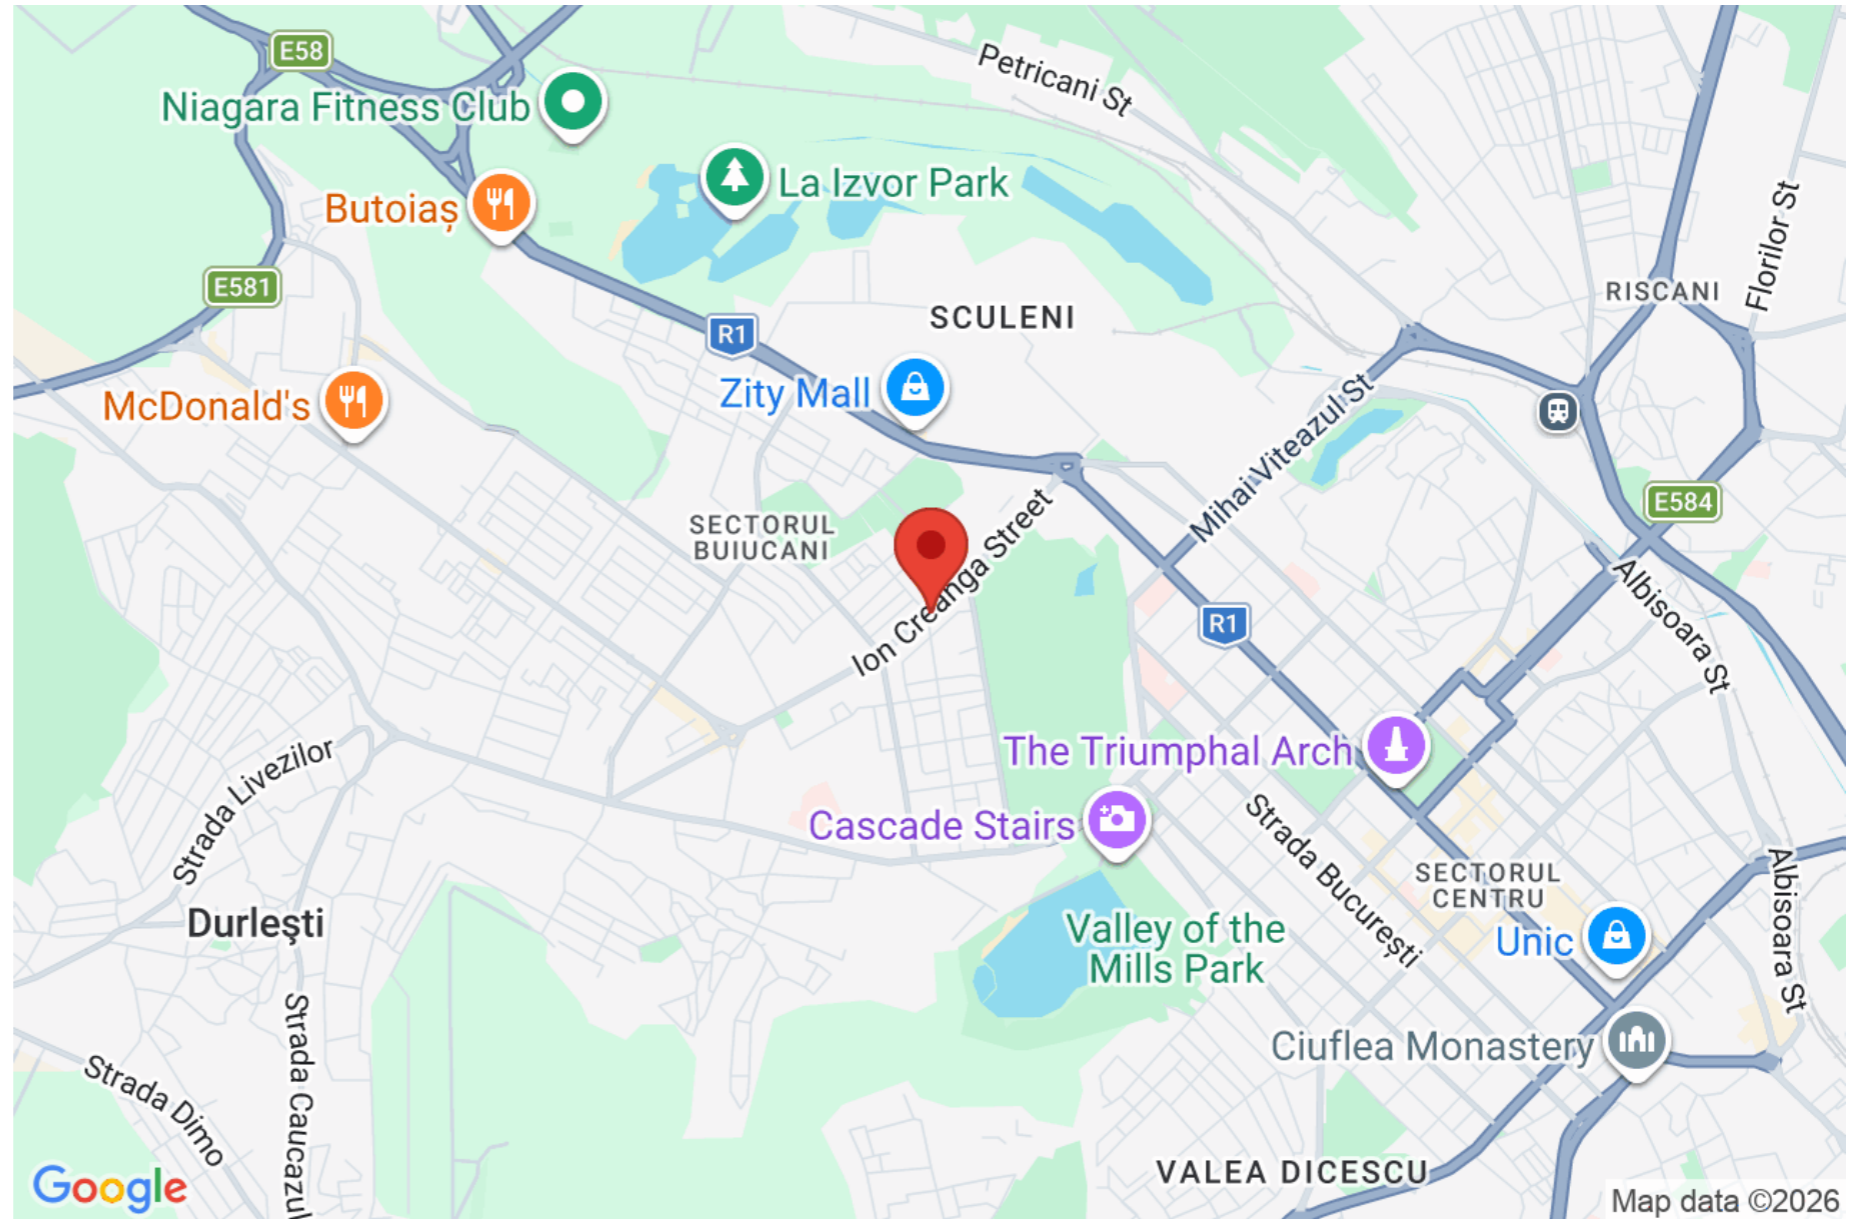 E58
Petricani St
Niagara Fitness Club
La Izvor Park
Butoiaș
Florilor St
E581
RISCANI
SCULENI
R1
Zity Mall
McDonald's
Mihai Viteazul St
E584
SECTORUL
BUIUCANI
Ion Creanga Street
Albisoara St
R1
The Triumphal Arch
Strada Livezilor
Cascade Stairs
Strada București
SECTORUL
CENTRU
Albisoara St
Durleşti
Valley of the
Mills Park
Unic
Strada Caucazul
Ciuflea Monastery
Strada Dimo
VALEA DICESCU
Google
Map data ©2026